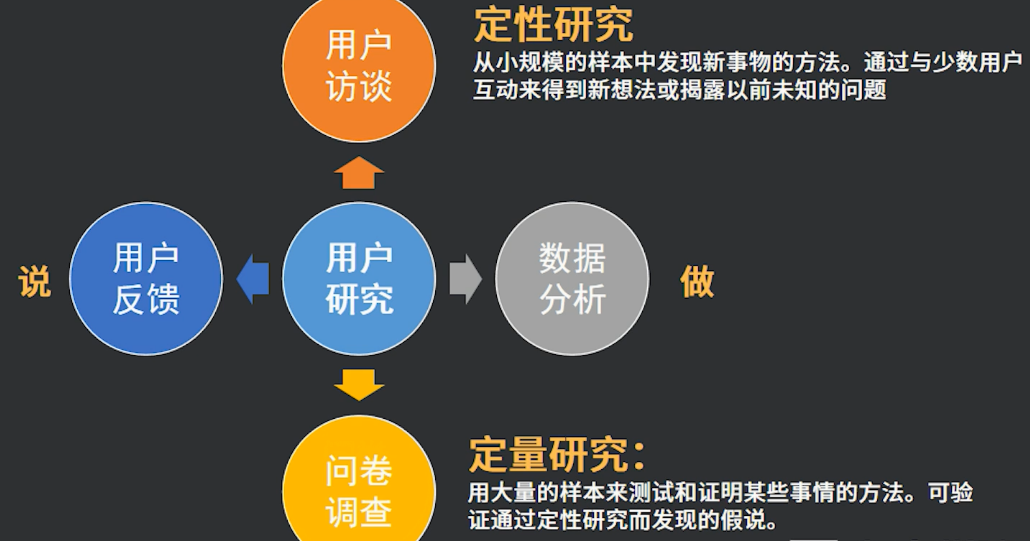 用户
访谈
定性研究
从小规模的样本中发现新事物的方法。通过与少数用户
互动来得到新想法或揭露以前未知的问题
说
用户
反馈
用户
研究
数据
分析
做
问卷
调查
定量研究：
用大量的样本来测试和证明某些事情的方法。可验
证通过定性研究而发现的假说。